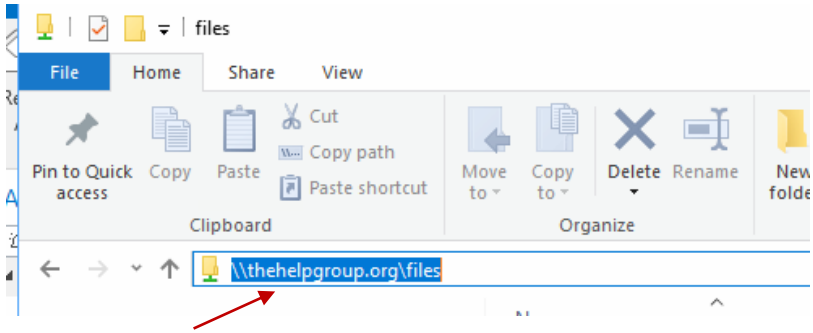 files
File Home Share View
Pin to Quick access
Copy
Paste
Cut
Copy path
Paste shortcut
Move to
Copy to
Delete
Rename
New
Clipboard
Organize
\\thehelpgroup.org\files